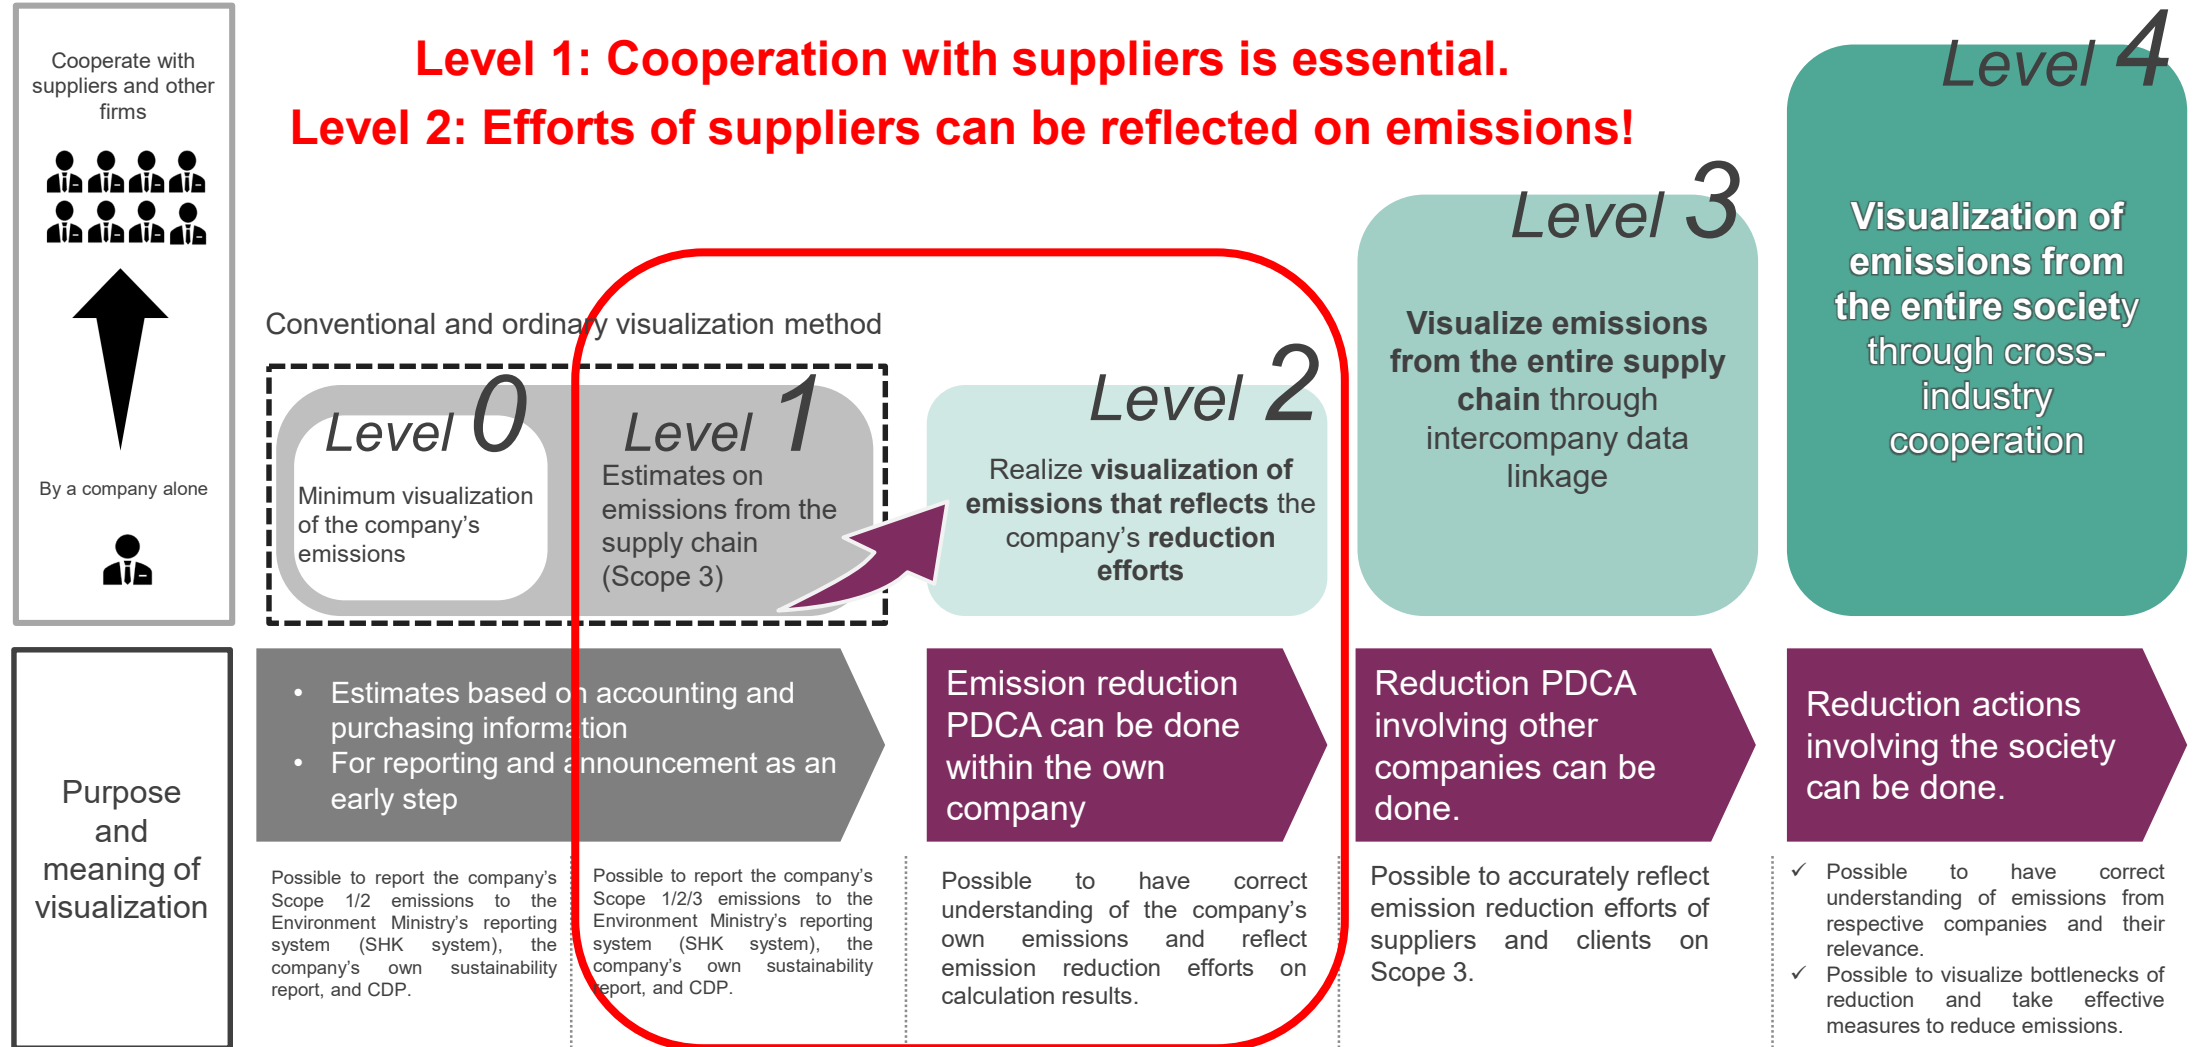 Cooperate with
suppliers and other
firms
By a company alone
Level 1: Cooperation with suppliers is essential.
Level 2: Efforts of suppliers can be reflected on emissions!
Conventional and ordinary visualization method
Level 0
Minimum visualization
of the company’s
emissions
Level 1
Estimates on
emissions from the
supply chain
(Scope 3)
Level 2
Realize visualization of
emissions that reflects the
company’s reduction
efforts
Level 3
Visualize emissions
from the entire supply
chain through
intercompany data
linkage
Level 4
Visualization of
emissions from
the entire society
through cross-
industry
cooperation
Purpose
and
meaning of
visualization
• Estimates based on accounting and
purchasing information
• For reporting and announcement as an
early step
Emission reduction
PDCA can be done
within the own
company
Reduction PDCA
involving other
companies can be
done.
Reduction actions
involving the society
can be done.
Possible to report the company’s
Scope 1/2 emissions to the
Environment Ministry’s reporting
system (SHK system), the
company’s own sustainability
report, and CDP.
Possible to report the company’s
Scope 1/2/3 emissions to the
Environment Ministry’s reporting
system (SHK system), the
company’s own sustainability
report, and CDP.
Possible to have correct
understanding of the company’s
own emissions and reflect
emission reduction efforts on
calculation results.
Possible to accurately reflect
emission reduction efforts of
suppliers and clients on
Scope 3.
✓ Possible to have correct
understanding of emissions from
respective companies and their
relevance.
✓ Possible to visualize bottlenecks of
reduction and take effective
measures to reduce emissions.